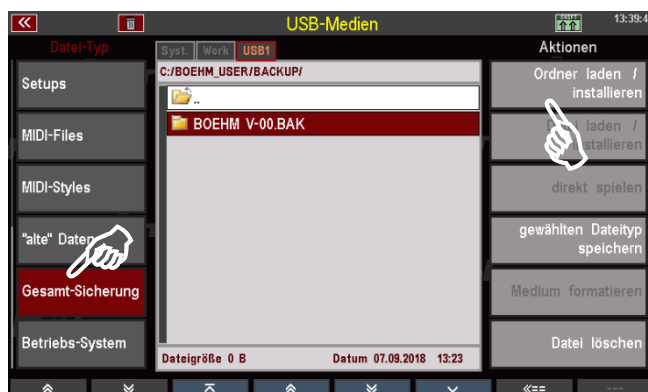 USB-Medien
13:39:4
Datei-Typ
Syst. Work USB1
Aktionen
C:/BOEHM_USER/BACKUP/
..
BOEHM V-00.BAK
Setups
MIDI-Files
MIDI-Styles
"alte" Daten
Gesamt-Sicherung
Betriebs-System
Ordner laden /
installieren
laden /
installieren
direkt spielen
gewählten Dateityp
speichern
Medium formatieren
Datei löschen
Dateigröße 0 B Datum 07.09.2018 13:23
«==
---